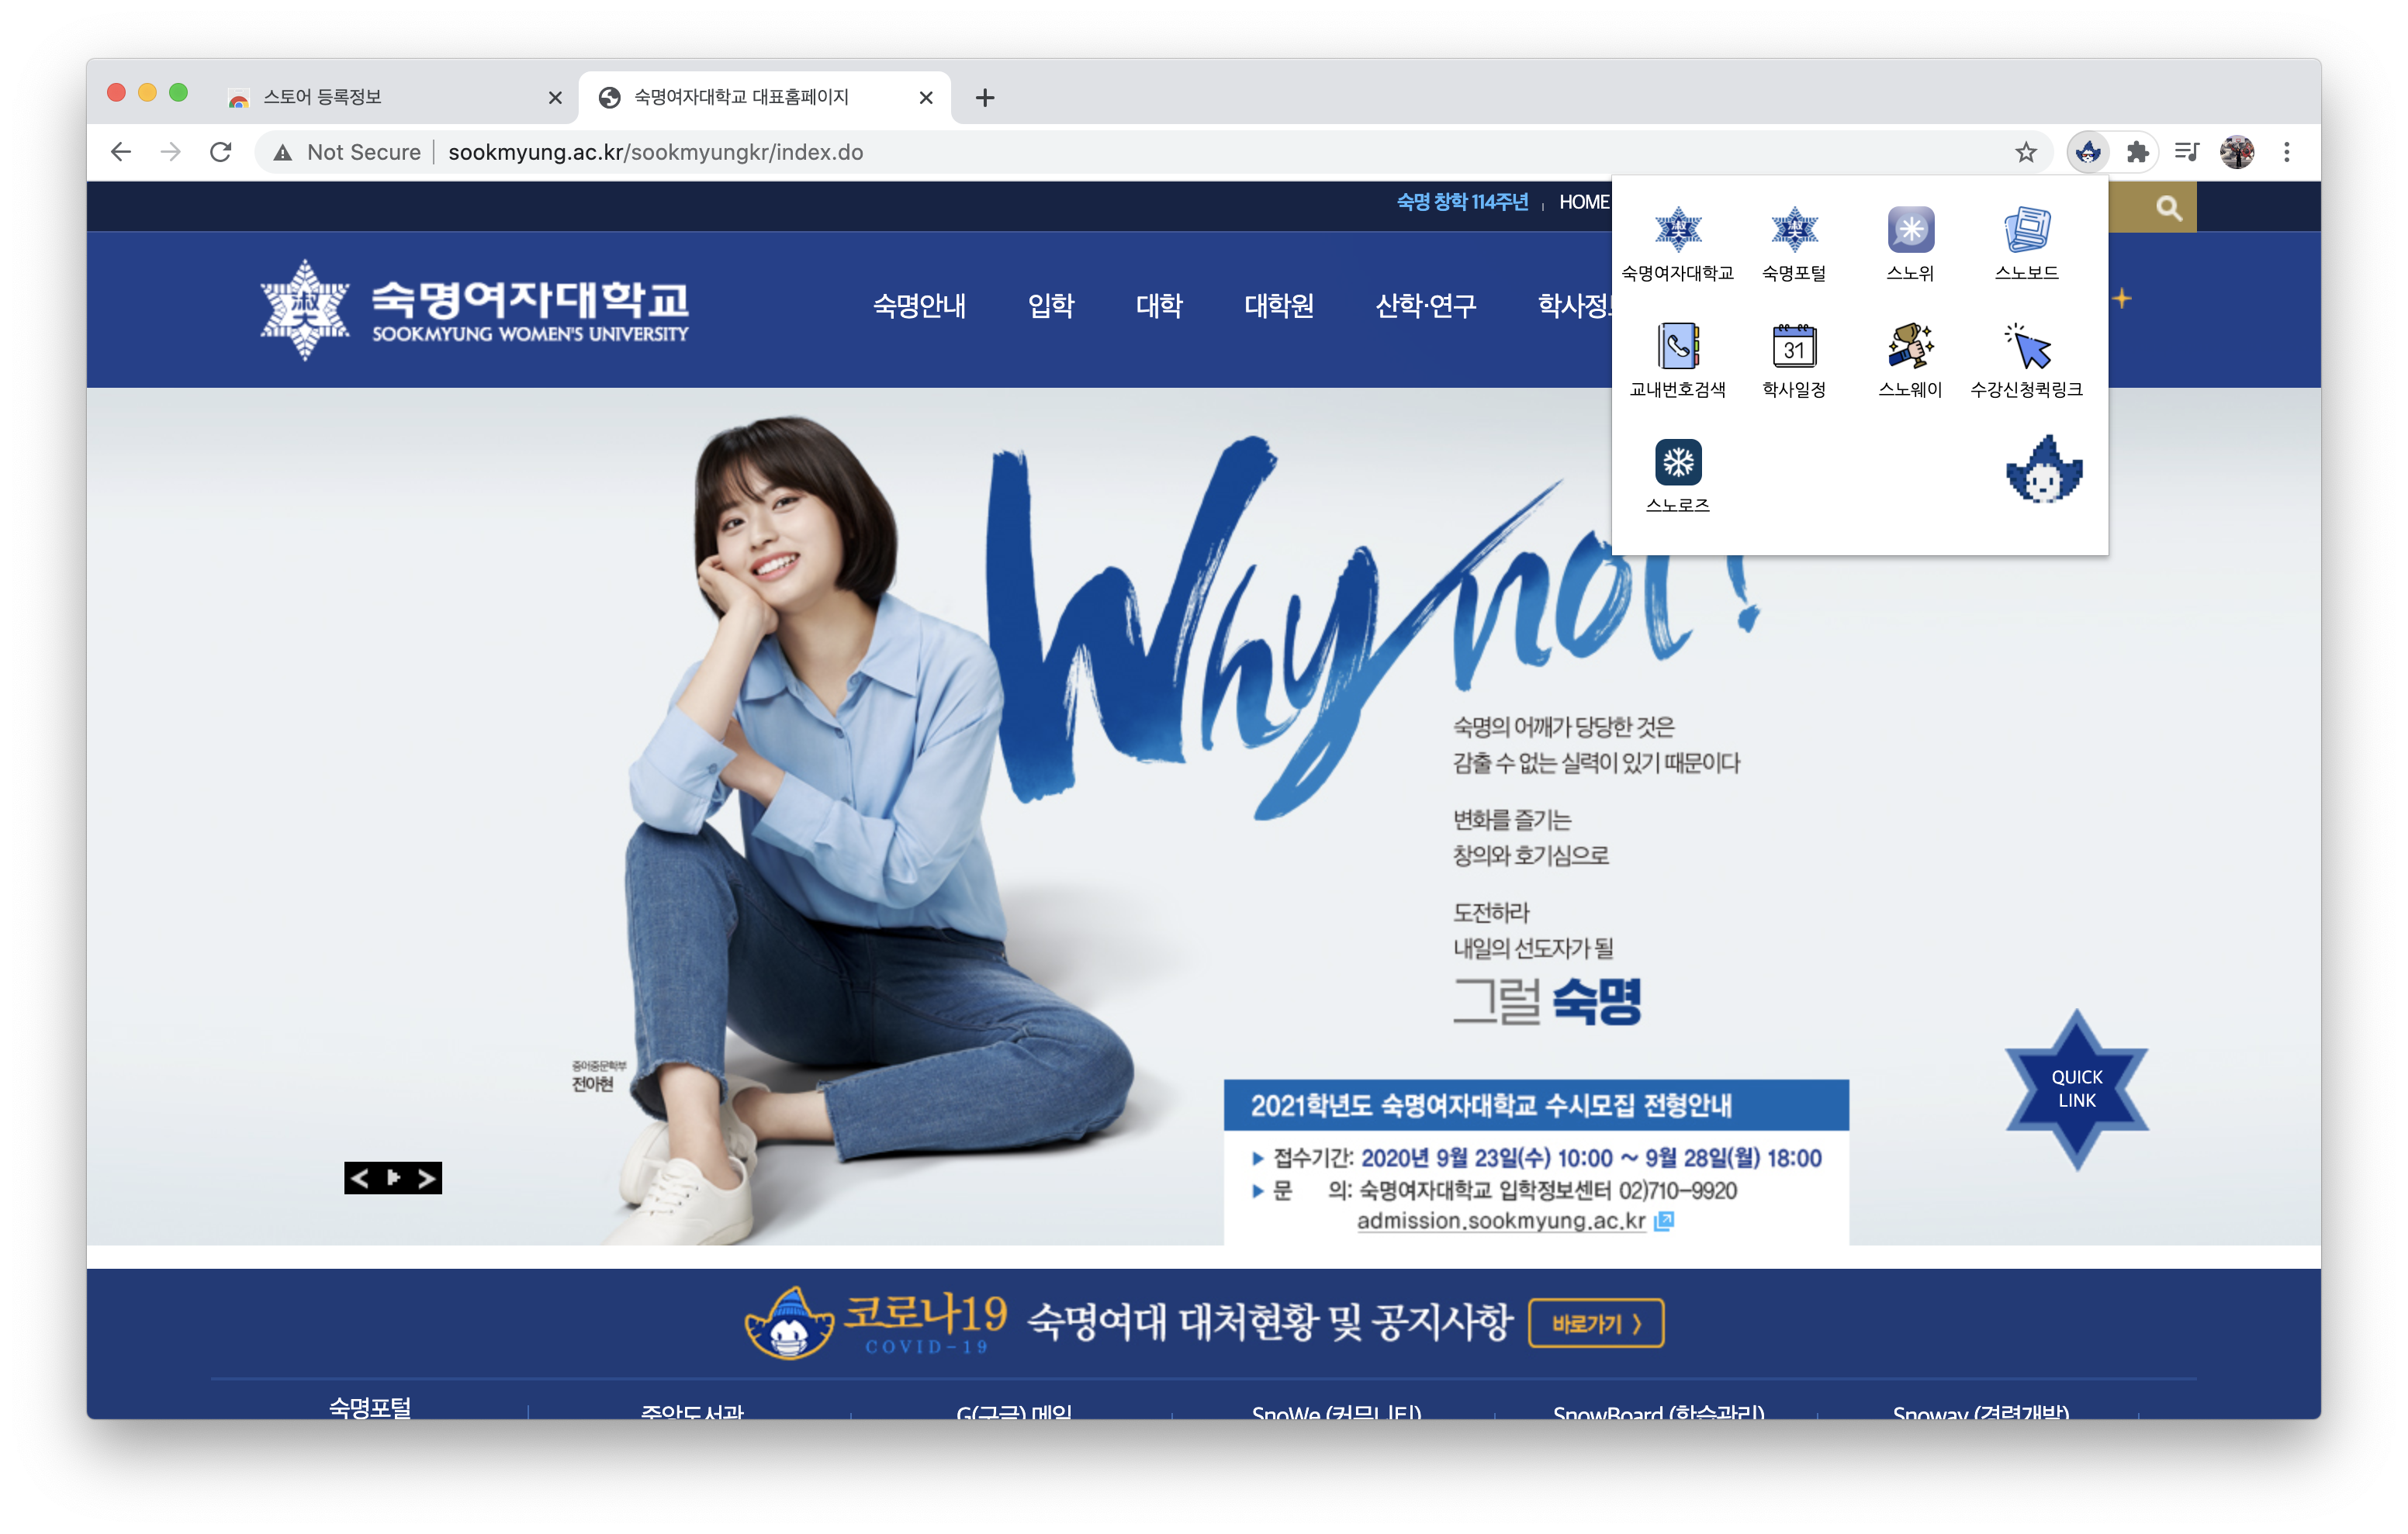 스토어 등록정보
숙명여자대학교 대표홈페이지
Not Secure
sookmyung.ac.kr/sookmyungkr/index.do
숙명 창학 114주년
HOME
숙명여자대학교
SOOKMYUNG WOMEN'S UNIVERSITY
숙명안내 입학 대학 대학원 산학·연구 학사정보
숙명여자대학교 숙명포털 스노위 스노보드
31
교내번호검색 학사일정 스노웨이 수강신청퀵링크
스노로즈
Why not!
숙명의 어깨가 당당한 것은
감출 수 없는 실력이 있기 때문이다
변화를 즐기는
창의와 호기심으로
도전하라
내일의 선도자가 될
그럴 숙명
중어중문학부
전아현
QUICK
LINK
2021학년도 숙명여자대학교 수시모집 전형안내
접수기간: 2020년 9월 23일(수) 10:00 ~ 9월 28일(월) 18:00
문 의: 숙명여자대학교 입학정보센터 02)710-9920
admission.sookmyung.ac.kr
코로나19 숙명여대 대처현황 및 공지사항 바로가기 〉
COVID-19
숙명포털 중앙도서관 G(구글) 메일 SnoWe (커뮤니티) SnowBoard (학습관리) Snoway (경력개발)